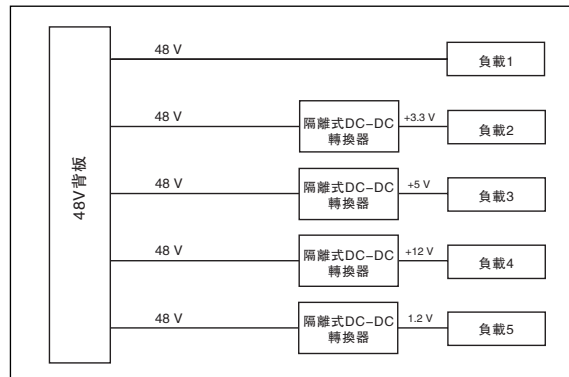 48V背板
48 V
負載1
48 V
隔離式DC–DC
轉換器
+3.3 V
負載2
48 V
隔離式DC–DC
轉換器
+5 V
負載3
48 V
隔離式DC–DC
轉換器
+12 V
負載4
48 V
隔離式DC–DC
轉換器
1.2 V
負載5